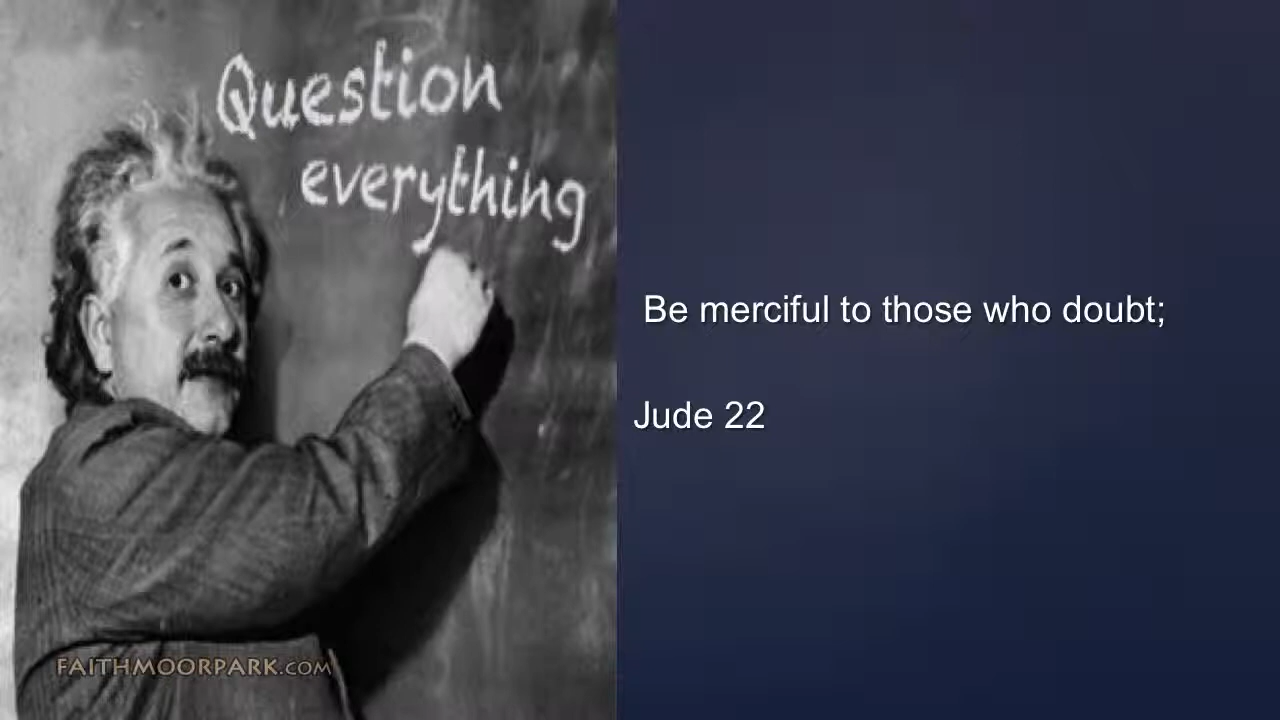 Question
everything
Be merciful to those who doubt;
Jude 22
FAITHMOORPARK.COM